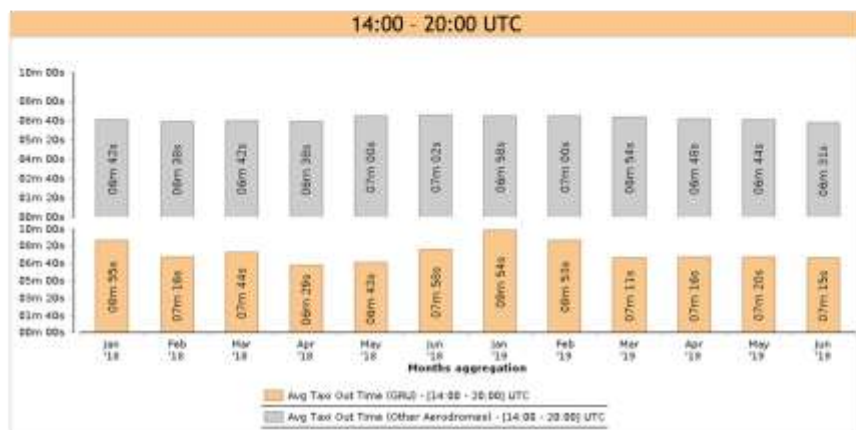 14:00 - 20:00 UTC
10m 00s
08m 00s
06m 40s
05m 20s
04m 00s
02m 40s
01m 20s
00m 00s
06m 42s 06m 38s 06m 42s 06m 38s 07m 00s 07m 02s 06m 58s 07m 00s 06m 54s 06m 48s 06m 44s 06m 31s
10m 00s
08m 20s
06m 40s
05m 00s
03m 20s
01m 40s
00m 00s
08m 55s 07m 16s 07m 44s 06m 29s 06m 42s 07m 58s 09m 54s 08m 53s 07m 11s 07m 16s 07m 20s 07m 15s
Jan Feb Mar Apr May Jun Jan Feb Mar Apr May Jun
'18 '18 '18 '18 '18 '18 '19 '19 '19 '19 '19 '19
Months aggregation
Avg Taxi Out Time (GRU) - [14:00 - 20:00] UTC
Avg Taxi Out Time (Other Aerodromes) - [14:00 - 20:00] UTC